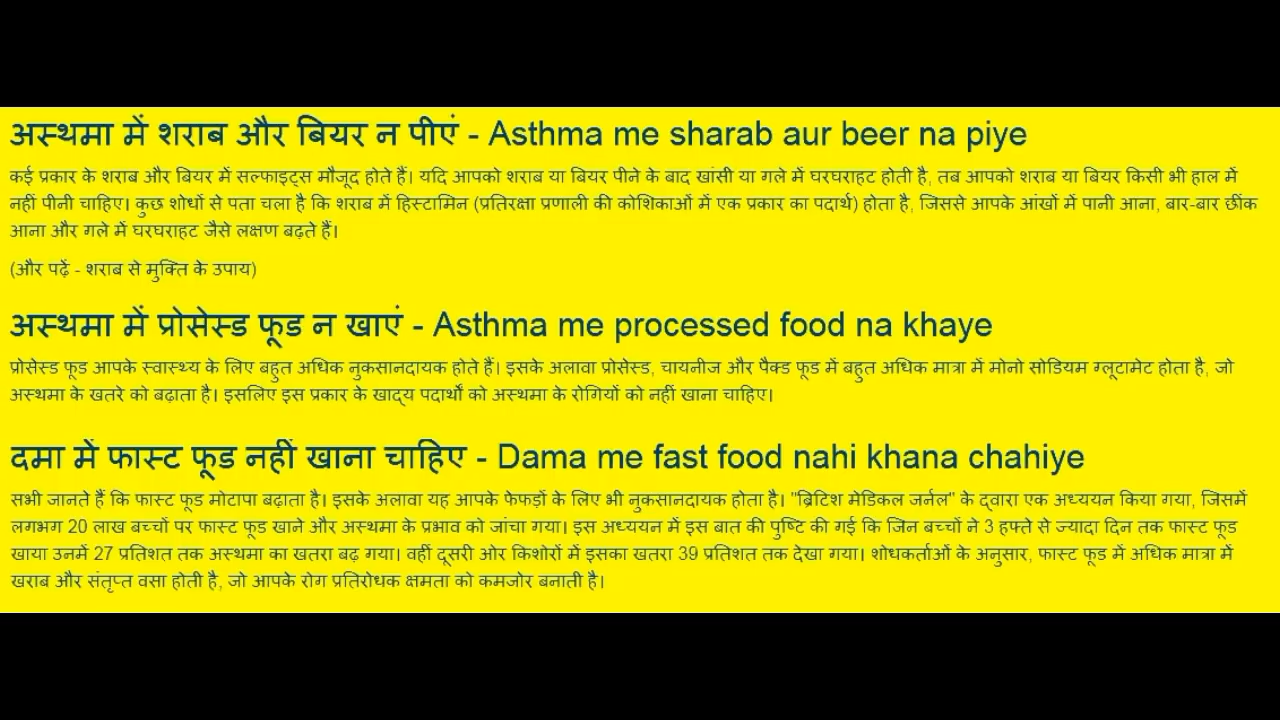 अस्थमा में शराब और बियर न पीएं - Asthma me sharab aur beer na piye
कई प्रकार के शराब और बियर में सल्फाइट्स मौजूद होते हैं। यदि आपको शराब या बियर पीने के बाद खांसी या गले में घरघराहट होती है, तब आपको शराब या बियर किसी भी हाल में
नहीं पीनी चाहिए। कुछ शोधों से पता चला है कि शराब में हिस्टामिन (प्रतिरक्षा प्रणाली की कोशिकाओं में एक प्रकार का पदार्थ) होता है, जिससे आपके आंखों में पानी आना, बार-बार छींक
आना और गले में घरघराहट जैसे लक्षण बढ़ते हैं।
(और पढ़ें - शराब से मुक्ति के उपाय)
अस्थमा में प्रोसेस्ड फूड न खाएं - Asthma me processed food na khaye
प्रोसेस्ड फूड आपके स्वास्थ्य के लिए बहुत अधिक नुकसानदायक होते हैं। इसके अलावा प्रोसेस्ड, चायनीज और पैक्ड फूड में बहुत अधिक मात्रा में मोनो सोडियम ग्लूटामेट होता है, जो
अस्थमा के खतरे को बढ़ाता है। इसलिए इस प्रकार के खाद्य पदार्थों को अस्थमा के रोगियों को नहीं खाना चाहिए।
दमा में फास्ट फूड नहीं खाना चाहिए - Dama me fast food nahi khana chahiye
सभी जानते हैं कि फास्ट फूड मोटापा बढ़ाता है। इसके अलावा यह आपके फेफड़ों के लिए भी नुकसानदायक होता है। "ब्रिटिश मेडिकल जर्नल" के द्वारा एक अध्ययन किया गया, जिसमें
लगभग 20 लाख बच्चों पर फास्ट फूड खाने और अस्थमा के प्रभाव को जांचा गया। इस अध्ययन में इस बात की पुष्टि की गई कि जिन बच्चों ने 3 हफ्ते से ज्यादा दिन तक फास्ट फूड
खाया उनमें 27 प्रतिशत तक अस्थमा का खतरा बढ़ गया। वहीं दूसरी ओर किशोरों में इसका खतरा 39 प्रतिशत तक देखा गया। शोधकर्ताओं के अनुसार, फास्ट फूड में अधिक मात्रा में
खराब और संतृप्त वसा होती है, जो आपके रोग प्रतिरोधक क्षमता को कमजोर बनाती है।